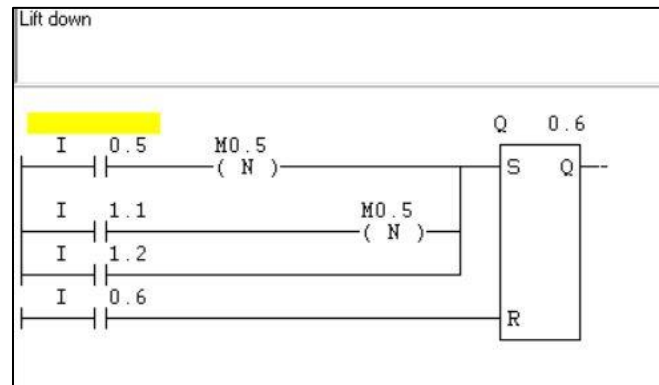 Lift down
Q 0.6
I 0.5 M0.5
( N ) S Q
I 1.1 M0.5
( N )
I 1.2
I 0.6
R